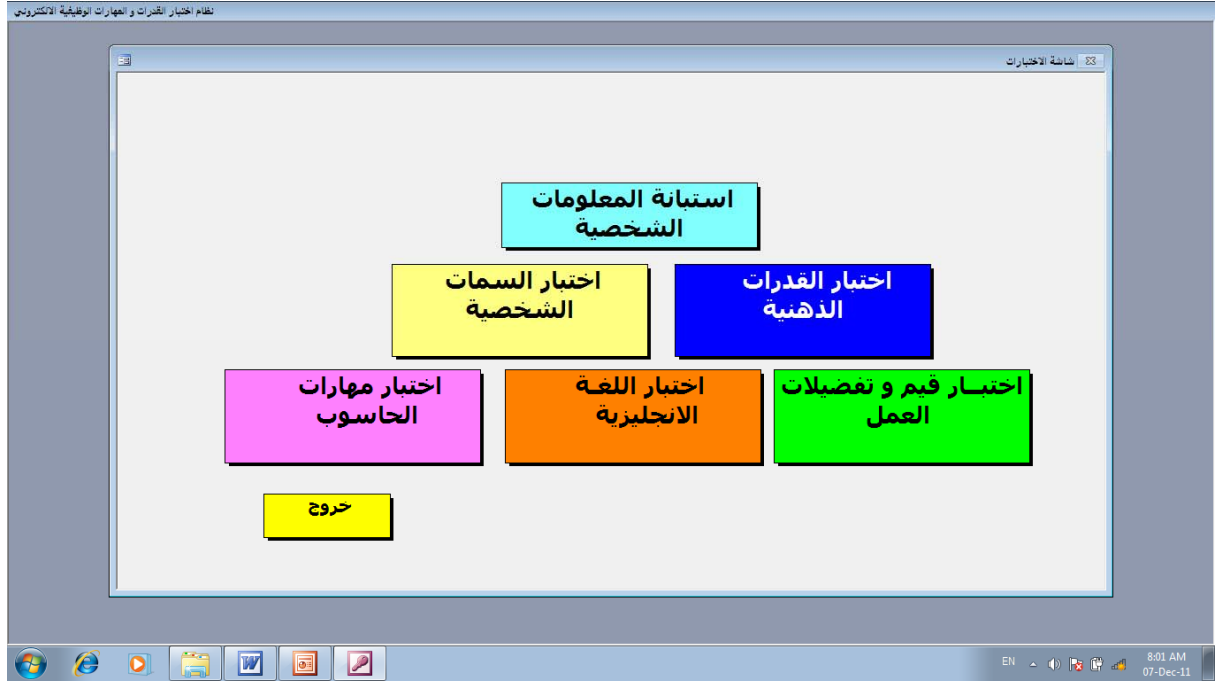 نظام اختبار القدرات و المهارات الوظيفية الالكتروني
شاشة الاختبارات
استبانة المعلومات
الشخصية
اختبار القدرات
الذهنية
اختبار السمات
الشخصية
اختبــار قيم و تفضيلات
العمل
اختبار اللغـة
الانجليزية
اختبار مهارات
الحاسوب
خروج
EN
8:01 AM
07-Dec-11